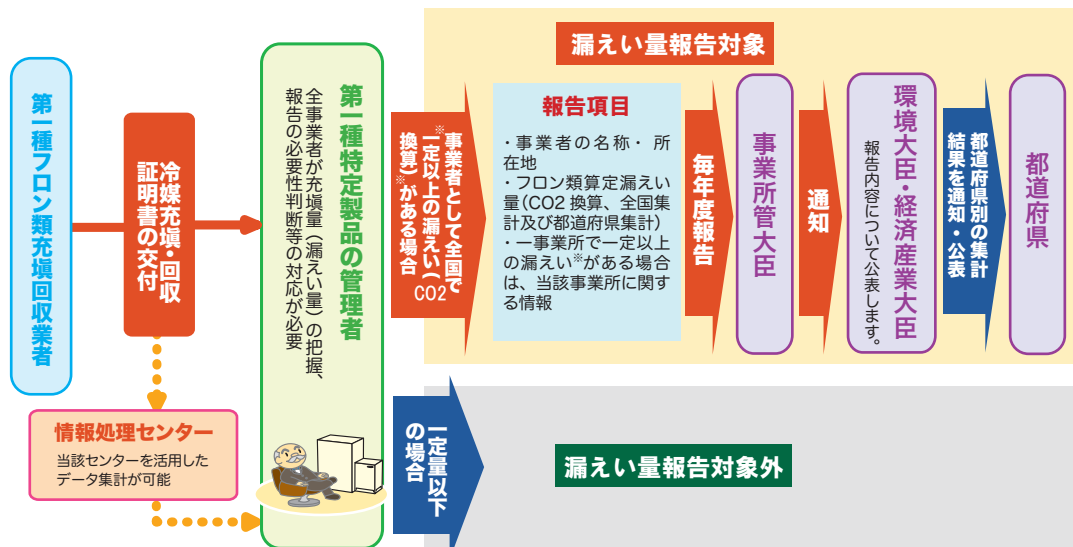 漏えい量報告対象
第一種フロン類充塡回収業者
冷媒充塡・回収
証明書の交付
情報処理センター
当該センターを活用した
データ集計が可能
第一種特定製品の管理者
全事業者が充塡量（漏えい量）の把握、
報告の必要性判断等の対応が必要
事業者として全国で
一定以上の漏えい（CO2
換算）※がある場合
報告項目
・事業者の名称・ 所
在地
・フロン類算定漏えい
量（CO2 換算、全国集
計及び都道府県集計）
・一事業所で一定以上
の漏えい※がある場合
は、当該事業所に関す
る情報
毎年度報告
事業所管大臣
通知
環境大臣・経済産業大臣
報告内容について公表します。
都道府県別の集計
結果を通知・公表
都道府県
一定量以下
の場合
漏えい量報告対象外